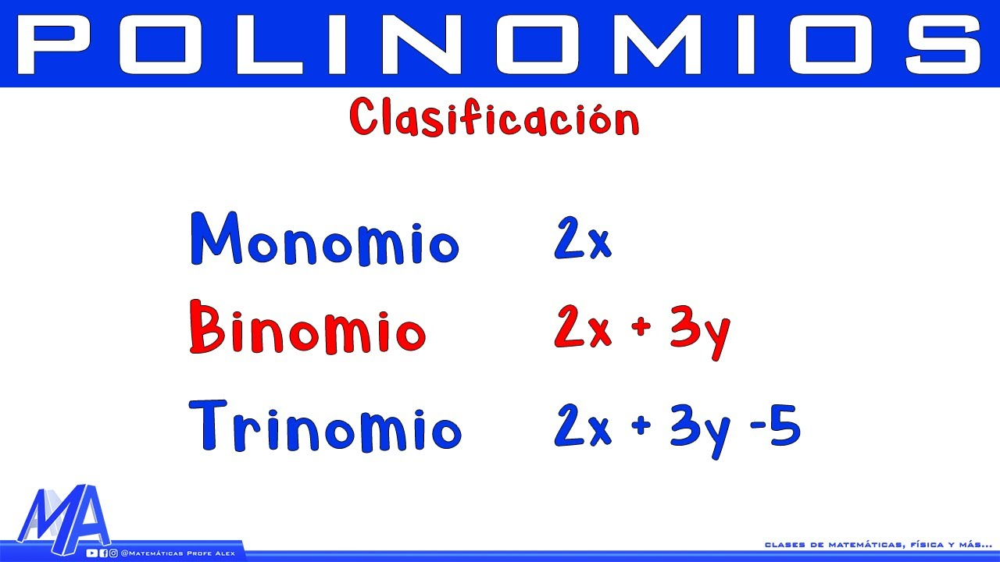 POLINOMIOS
Clasificación
Monomio 2x
Binomio 2x + 3y
Trinomio 2x + 3y -5
MA
@Matemáticas Profe Alex
CLASES DE MATEMÁTICAS, FÍSICA Y MÁS...